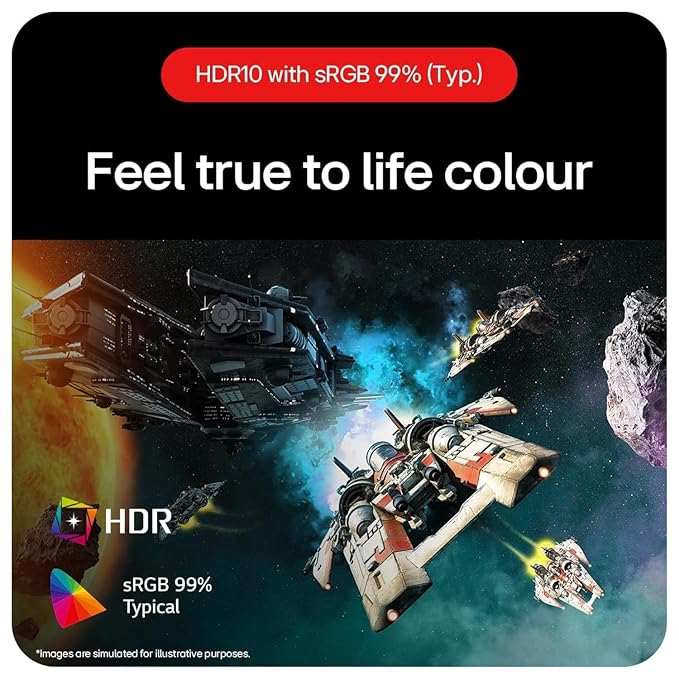 HDR10 with sRGB 99% (Typ.)
Feel true to life colour
HDR
sRGB 99%
Typical
*Images are simulated for illustrative purposes.